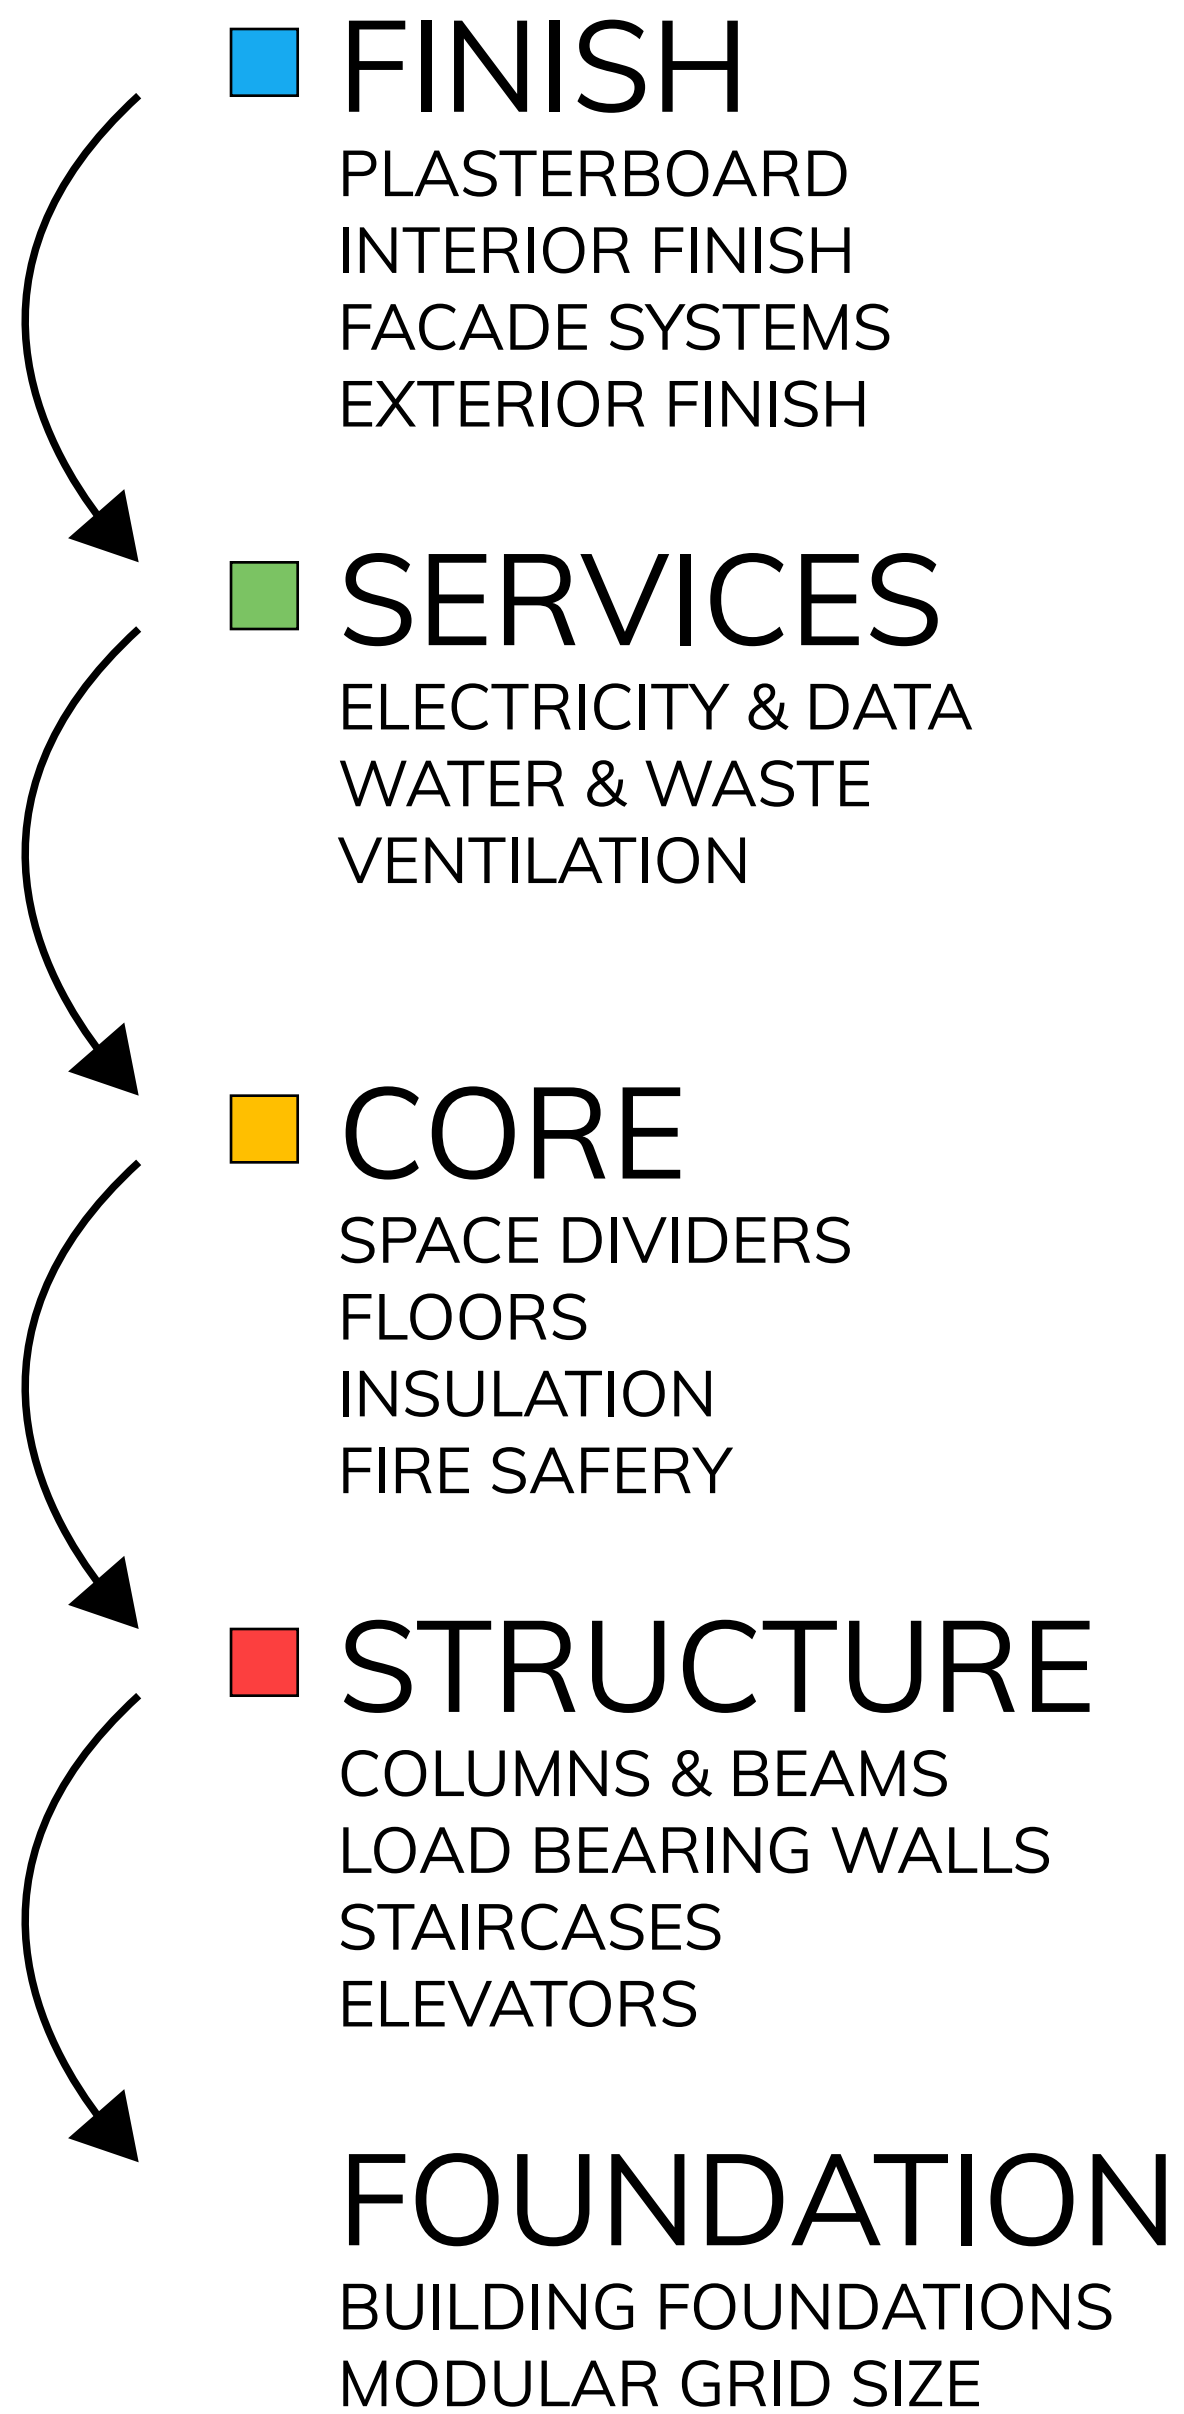 FINISH
PLASTERBOARD
INTERIOR FINISH
FACADE SYSTEMS
EXTERIOR FINISH
SERVICES
ELECTRICITY & DATA
WATER & WASTE
VENTILATION
CORE
SPACE DIVIDERS
FLOORS
INSULATION
FIRE SAFERY
STRUCTURE
COLUMNS & BEAMS
LOAD BEARING WALLS
STAIRCASES
ELEVATORS
FOUNDATION
BUILDING FOUNDATIONS
MODULAR GRID SIZE